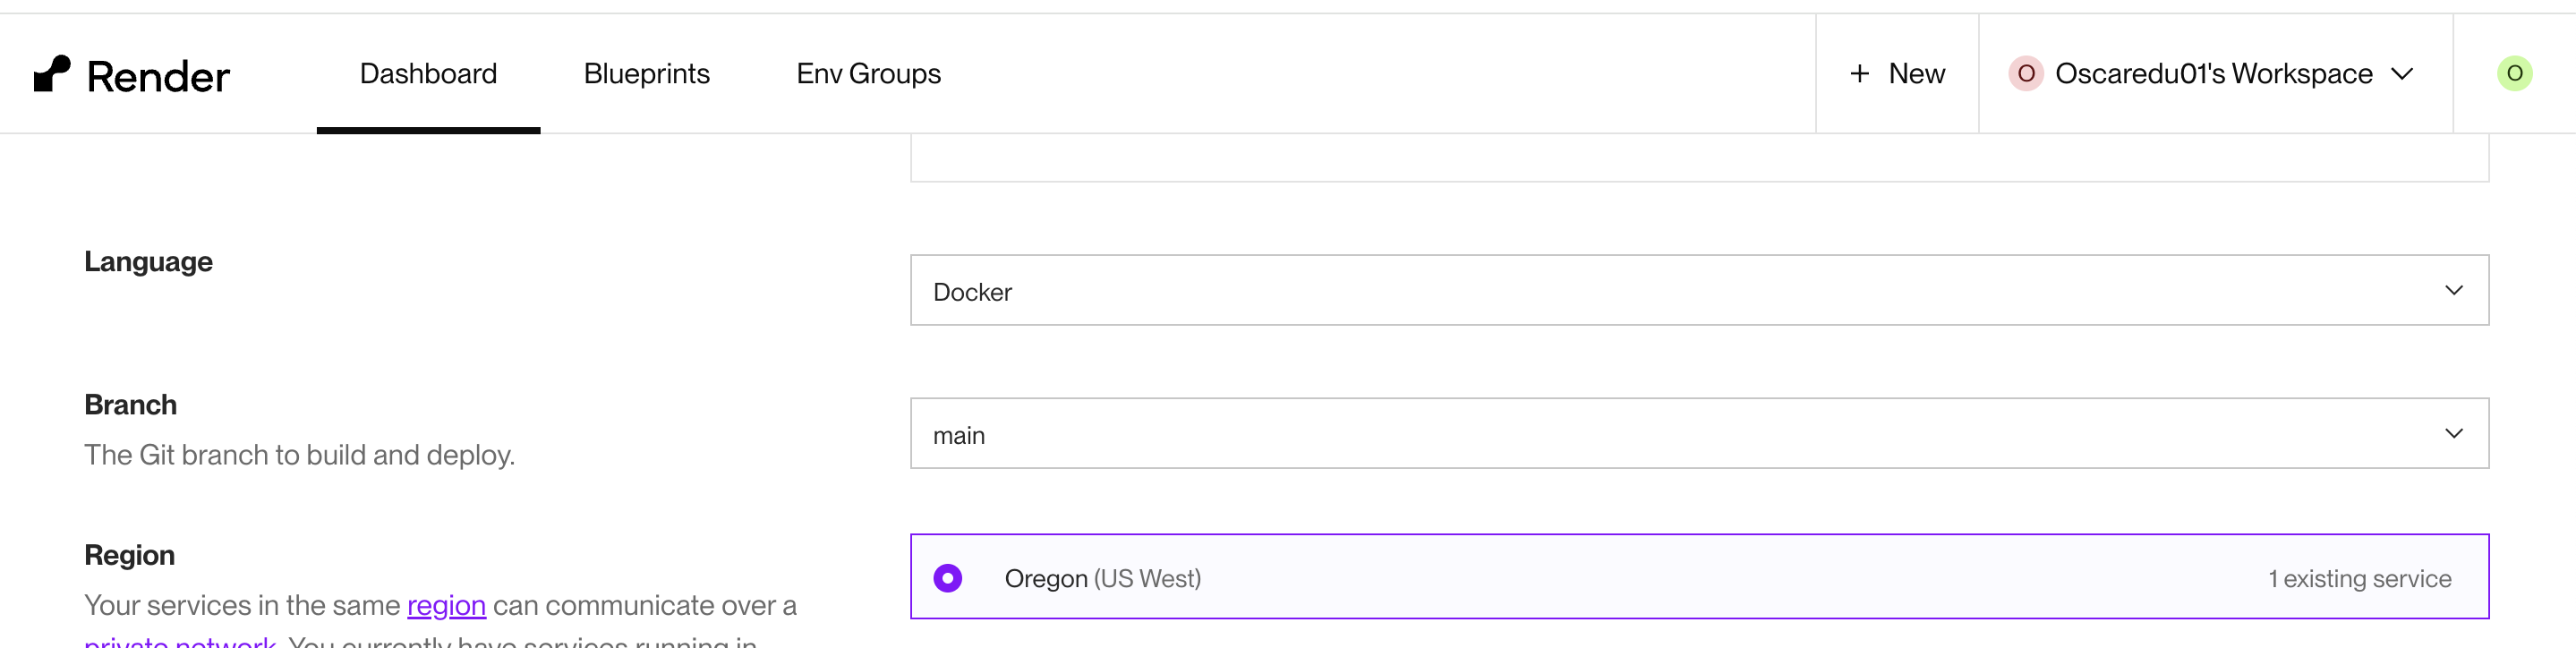 Render
Dashboard
Blueprints
Env Groups
+ New
O Oscaredu01's Workspace
O
Language
Docker
Branch
The Git branch to build and deploy.
main
Region
Your services in the same region can communicate over a
private network. You currently have services running in
Oregon (US West)
1 existing service